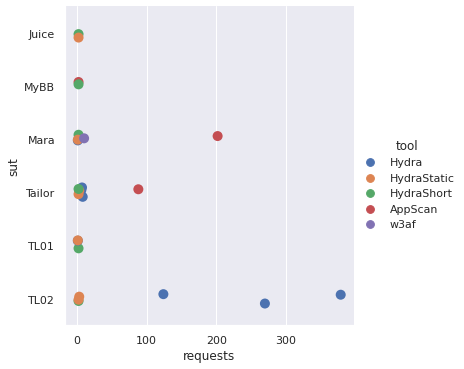 Juice
MyBB
Mara
Tailor
TL01
TL02
sut
0
100
200
300
requests
tool
Hydra
HydraStatic
HydraShort
AppScan
w3af